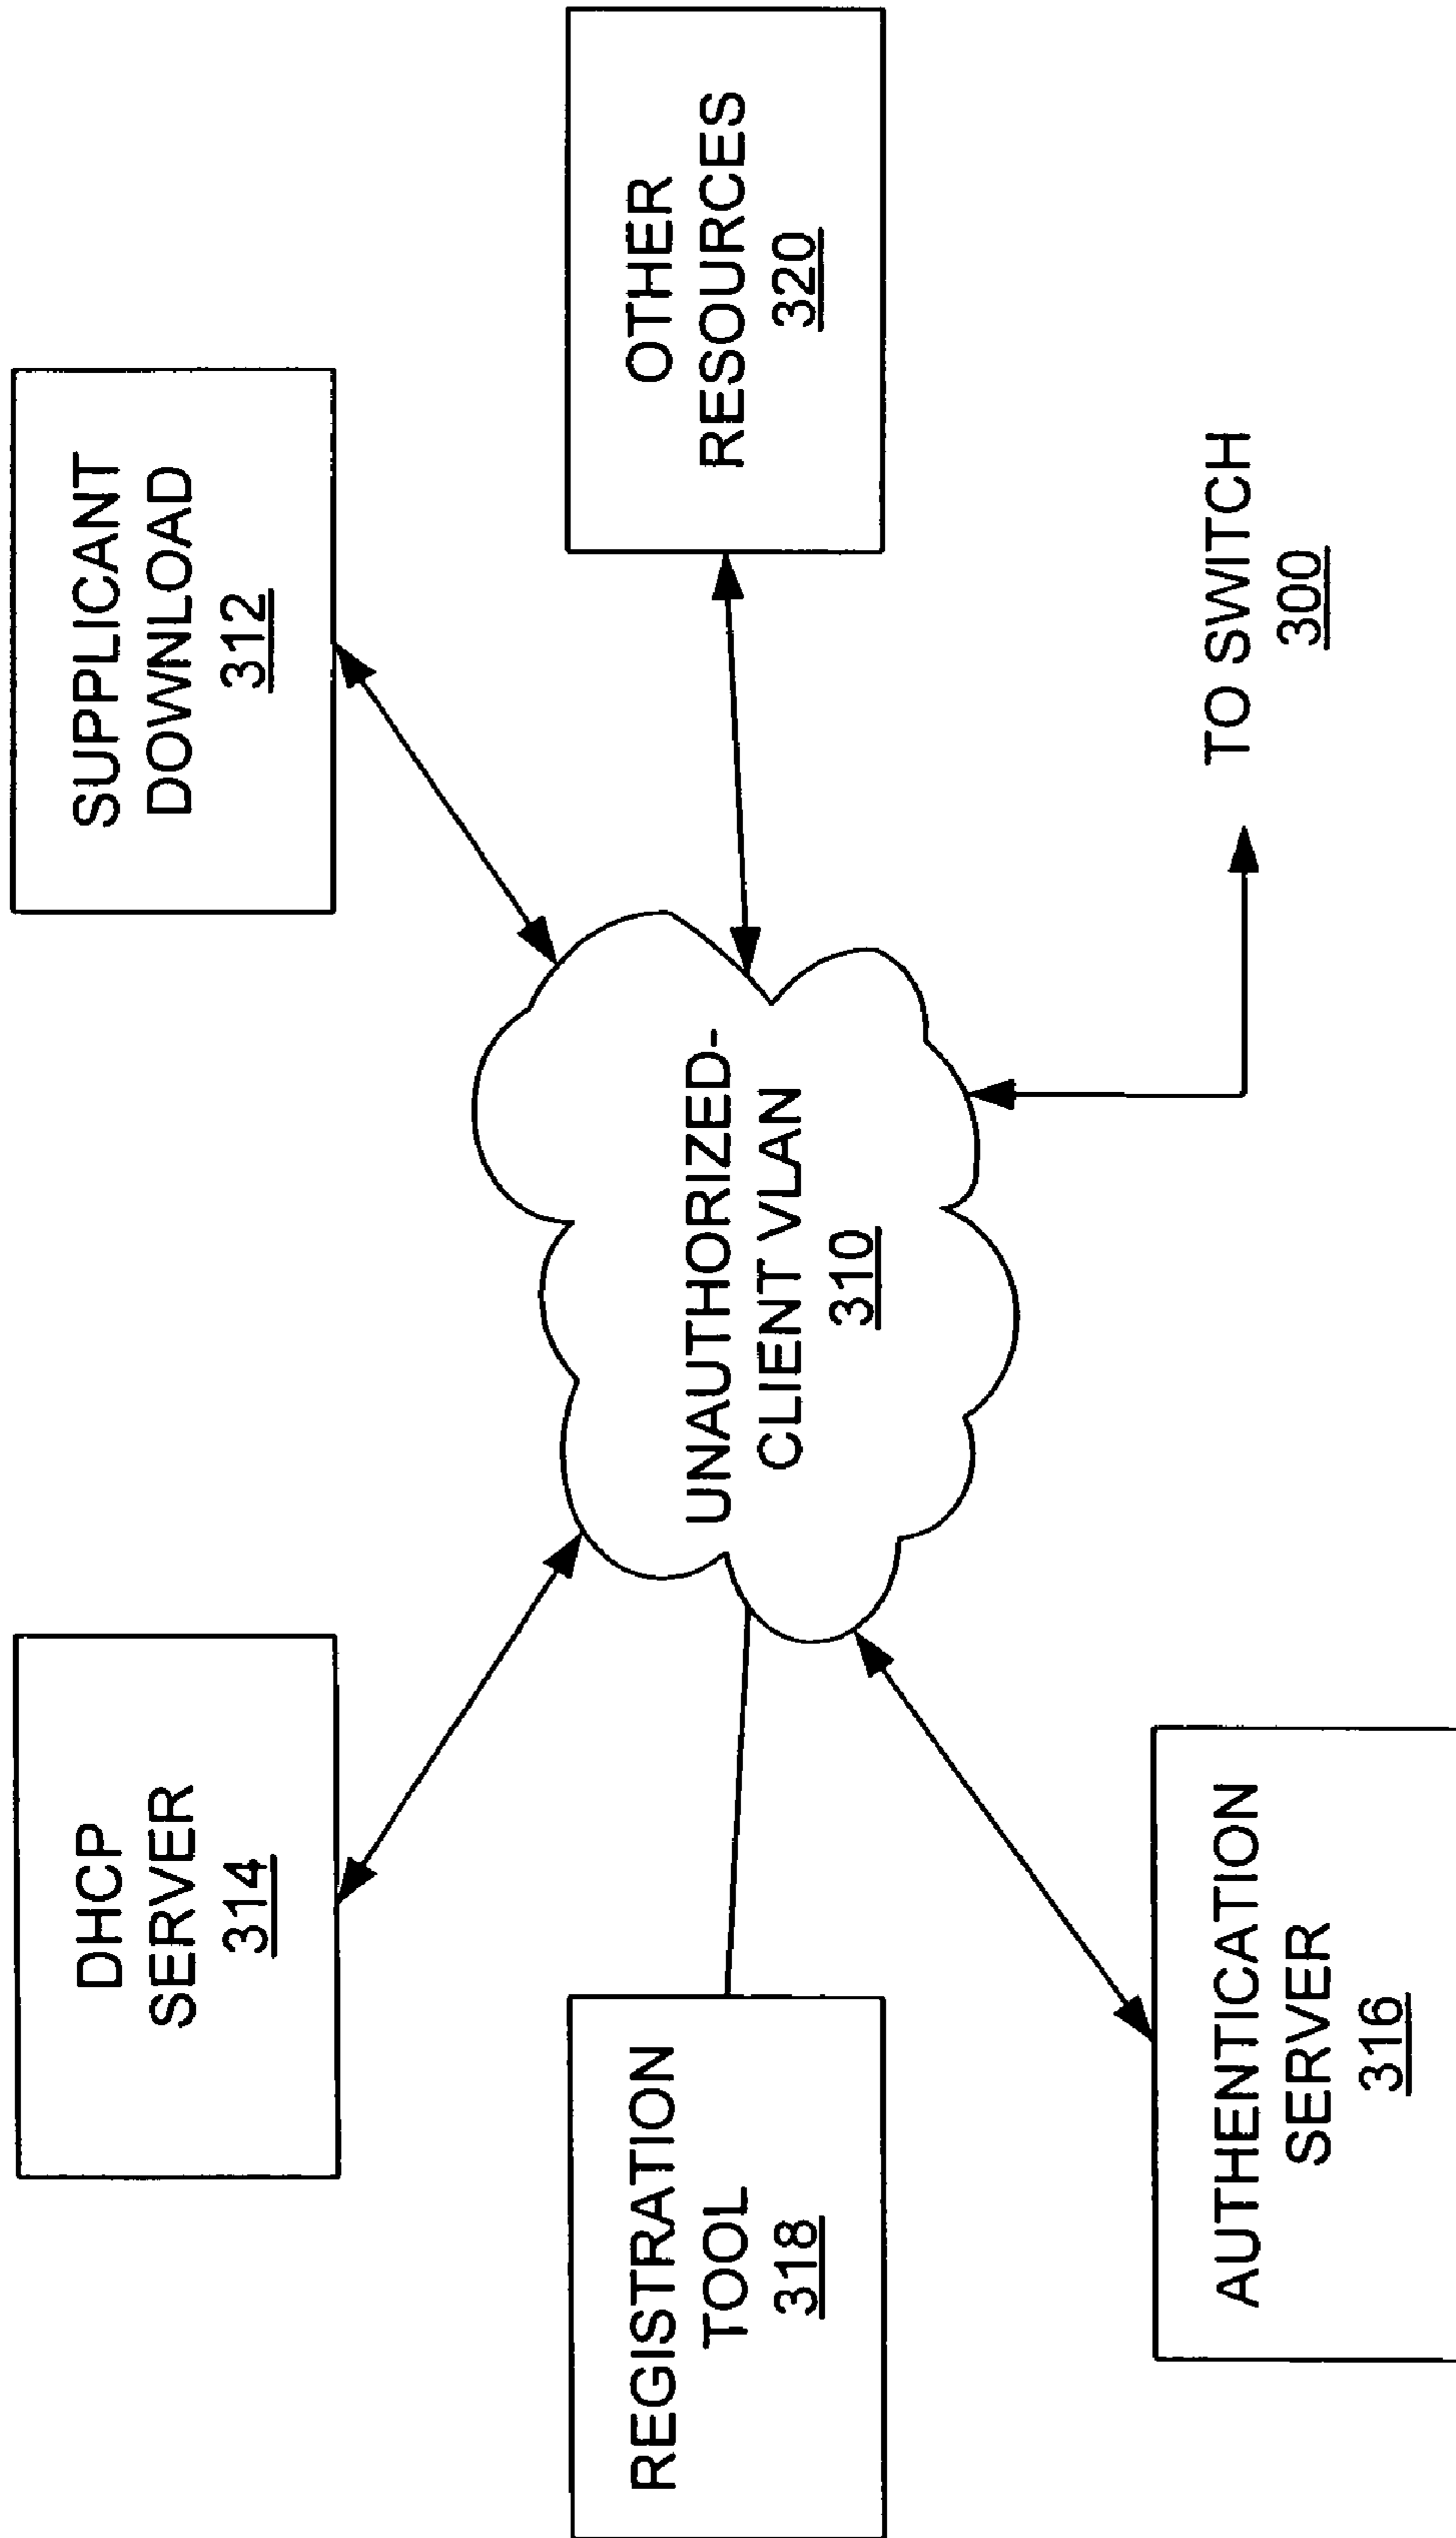 DHCP
SERVER
314
SUPPLICANT
DOWNLOAD
312
REGISTRATION
TOOL
318
UNAUTHORIZED-
CLIENT VLAN
310
OTHER
RESOURCES
320
AUTHENTICATION
SERVER
316
TO SWITCH
300